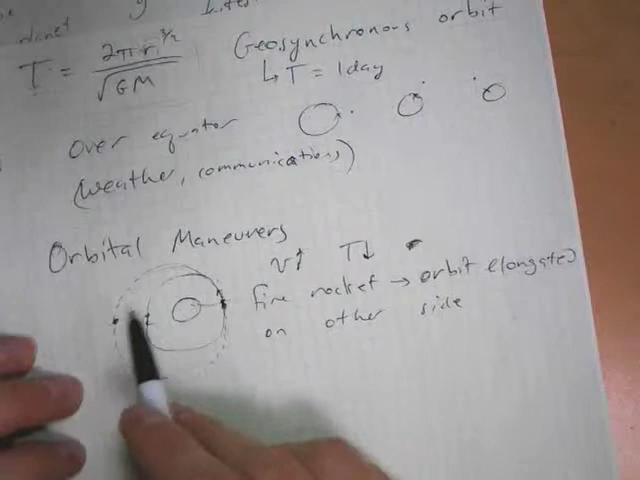 planet
T = 2πr^3/2 / √GM
Geosynchronous orbit
↳ T = 1 day
Over equator
(weather, communications)
Orbital Maneuvers
v↑ T↓
fire rocket → orbit elongated
on other side